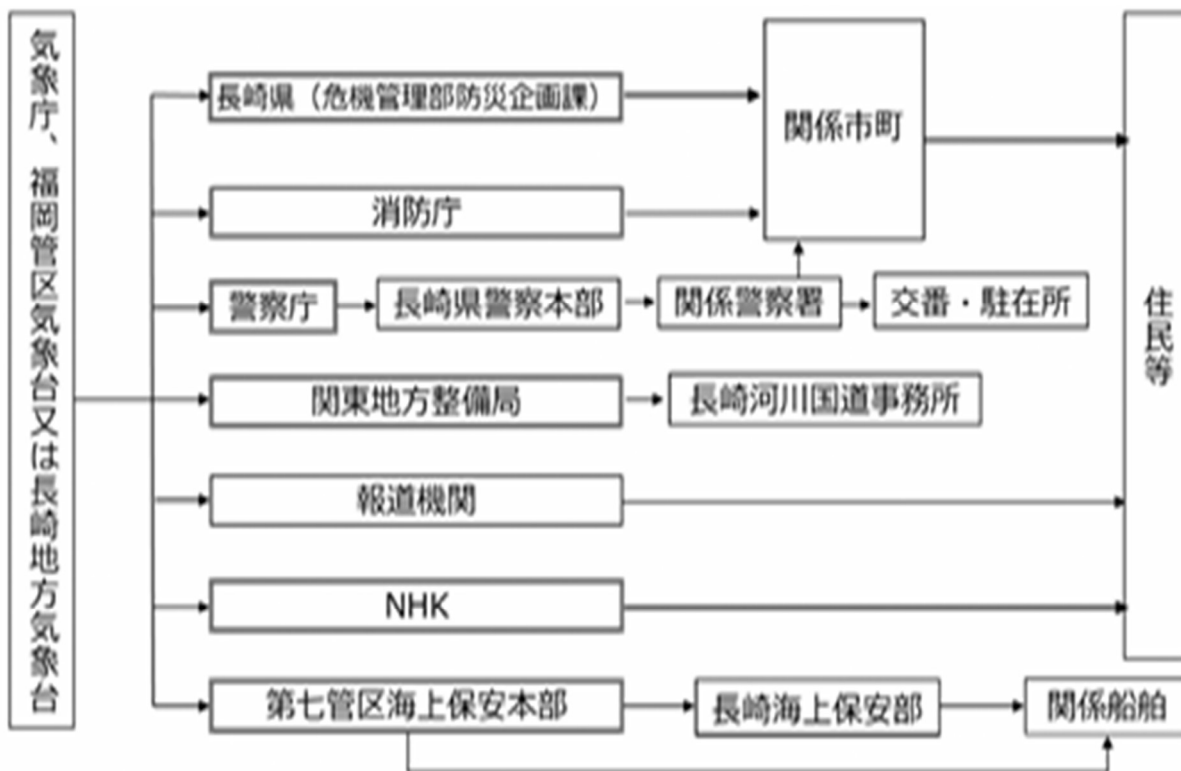 気象庁、福岡管区気象台又は長崎地方気象台
長崎県（危機管理部防災企画課）
関係市町
消防庁
警察庁
長崎県警察本部
関係警察署
交番・駐在所
住民等
関東地方整備局
長崎河川国道事務所
報道機関
NHK
第七管区海上保安本部
長崎海上保安部
関係船舶